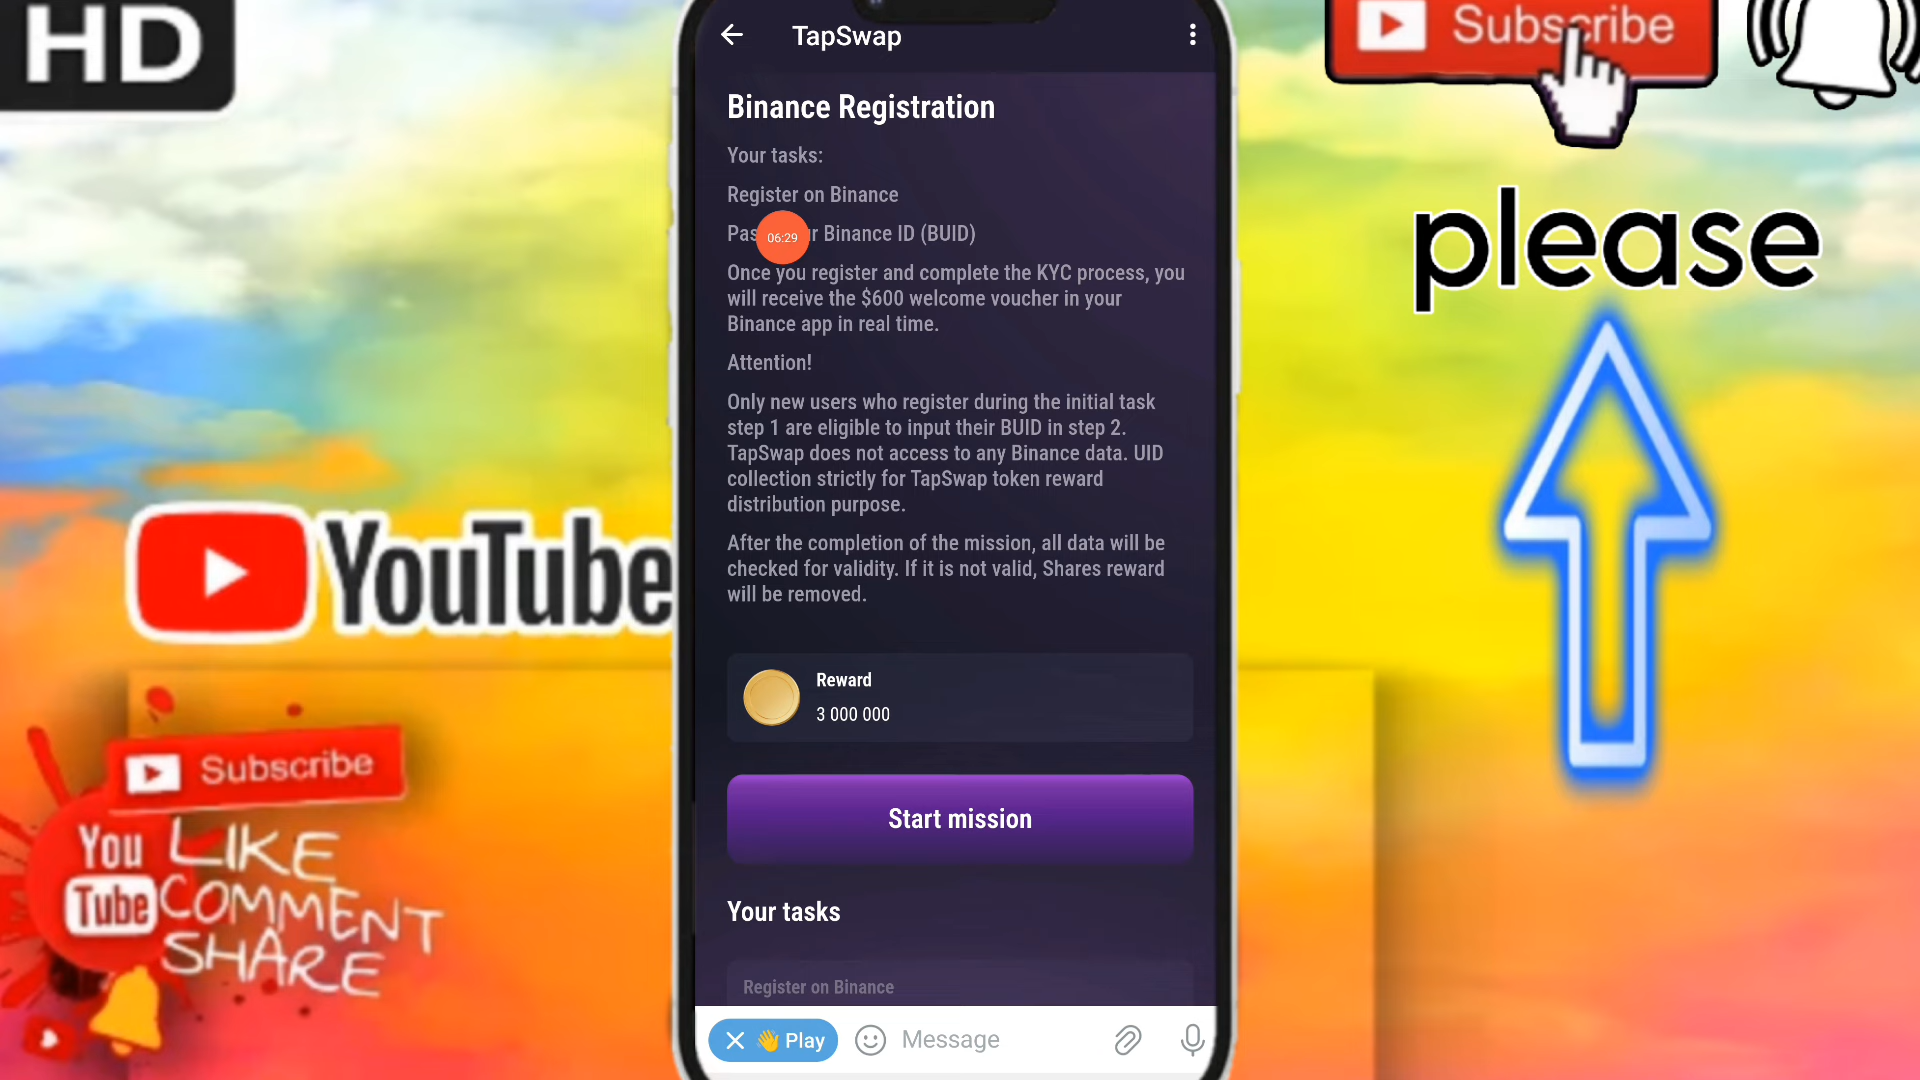 HD
Subscribe
please
YouTube
Subscribe
You
Tube
LIKE
COMMENT
SHARE
TapSwap
Binance Registration
Your tasks:
Register on Binance
06:29
Binance ID (BUID)
Once you register and complete the KYC process, you
will receive the $600 welcome voucher in your
Binance app in real time.
Attention!
Only new users who register during the initial task
step 1 are eligible to input their BUID in step 2.
TapSwap does not access to any Binance data. UID
collection strictly for TapSwap token reward
distribution purpose.
After the completion of the mission, all data will be
checked for validity. If it is not valid, Shares reward
will be removed.
Reward
3 000 000
Start mission
Your tasks
Register on Binance
Play
Message